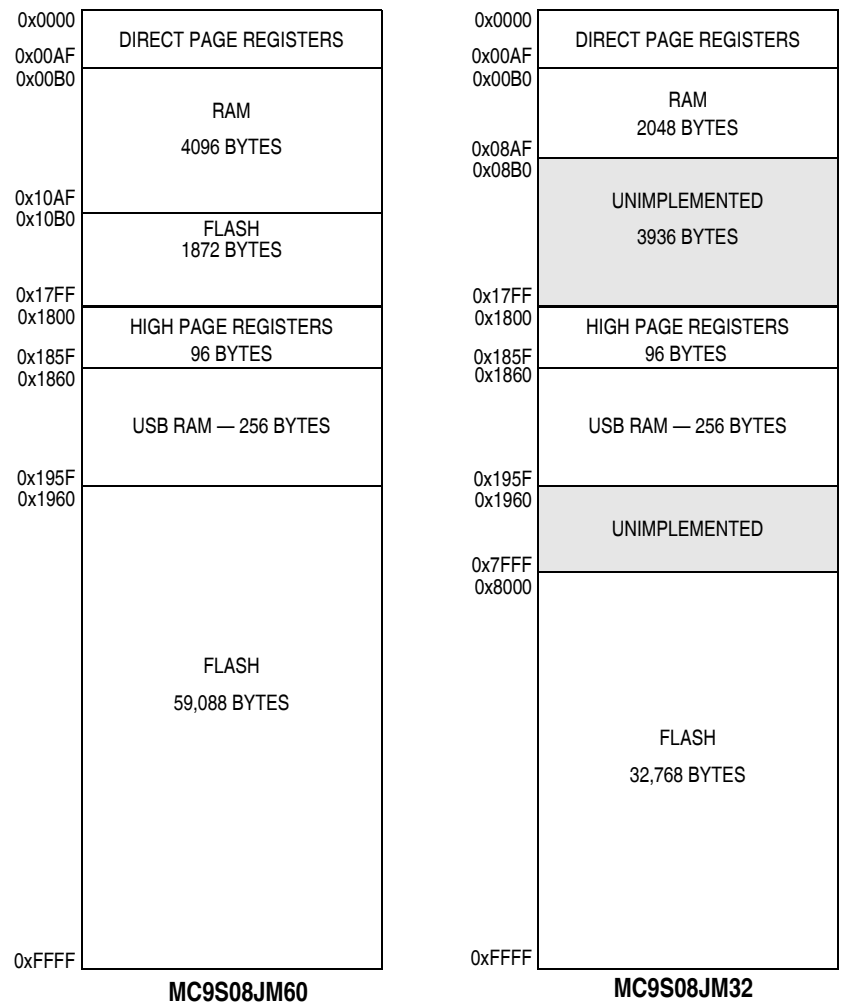 0x0000
DIRECT PAGE REGISTERS
0x00AF
0x00B0
RAM
4096 BYTES
0x10AF
0x10B0
FLASH
1872 BYTES
0x17FF
0x1800
HIGH PAGE REGISTERS
96 BYTES
0x185F
0x1860
USB RAM — 256 BYTES
0x195F
0x1960
FLASH
59,088 BYTES
0xFFFF
MC9S08JM60
0x0000
DIRECT PAGE REGISTERS
0x00AF
0x00B0
RAM
2048 BYTES
0x08AF
0x08B0
UNIMPLEMENTED
3936 BYTES
0x17FF
0x1800
HIGH PAGE REGISTERS
96 BYTES
0x185F
0x1860
USB RAM — 256 BYTES
0x195F
0x1960
UNIMPLEMENTED
0x7FFF
0x8000
FLASH
32,768 BYTES
0xFFFF
MC9S08JM32